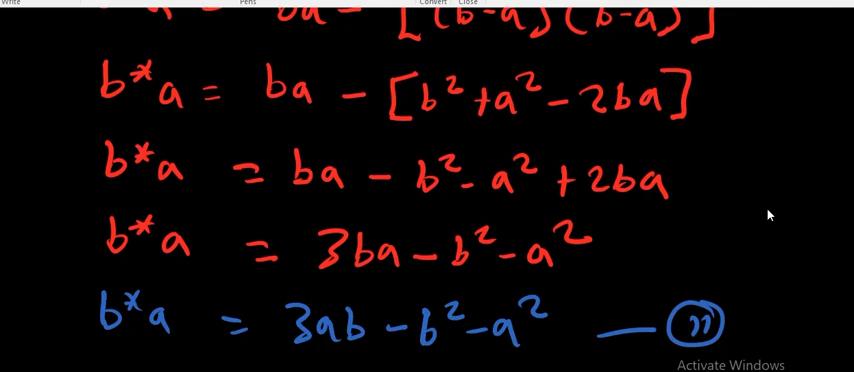 Write Pens Convert Close
ba - [(b-a)(b-a)]
b*a = ba - [b²+a²-2ba]
b*a = ba - b² - a² + 2ba
b*a = 3ba - b² - a²
b*a = 3ab - b² - a² — (ii)
Activate Windows